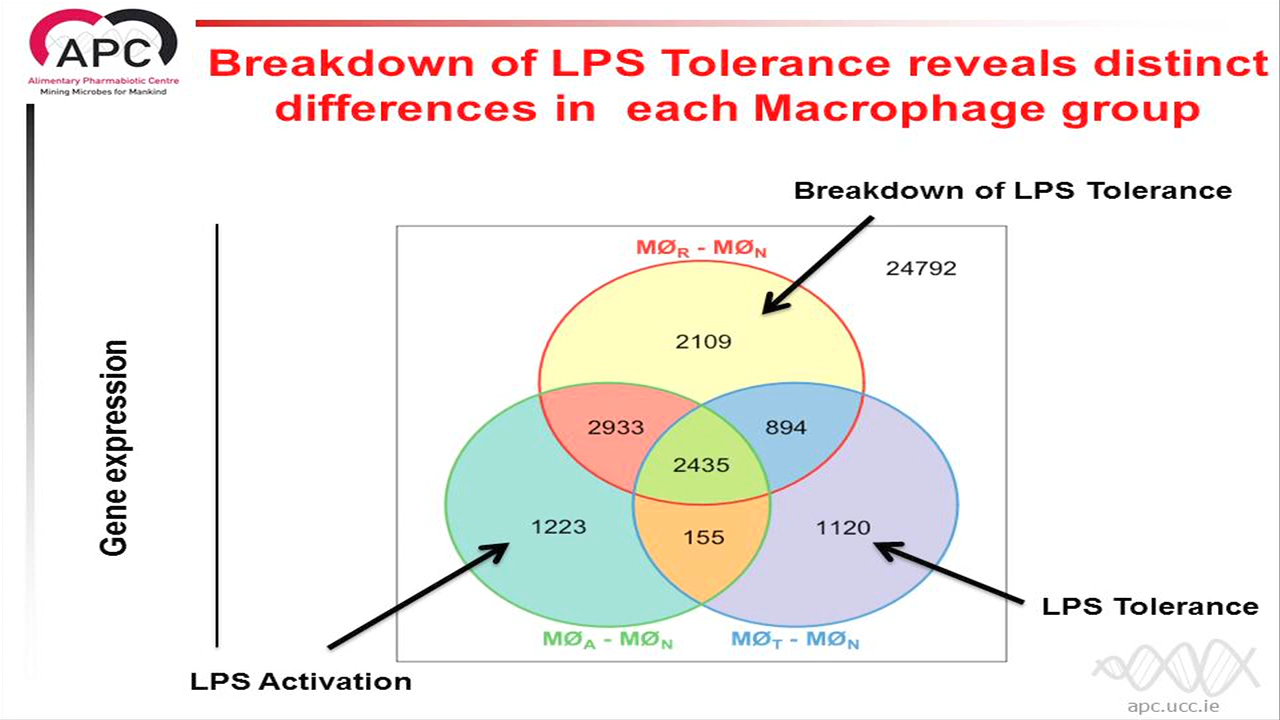 APC
Alimentary Pharmabiotic Centre
Mining Microbes for Mankind
Breakdown of LPS Tolerance reveals distinct
differences in each Macrophage group
Breakdown of LPS Tolerance
MØR - MØN
24792
2109
2933
894
2435
1223
155
1120
Gene expression
LPS Tolerance
MØA - MØN
MØT - MØN
LPS Activation
apc.ucc.ie